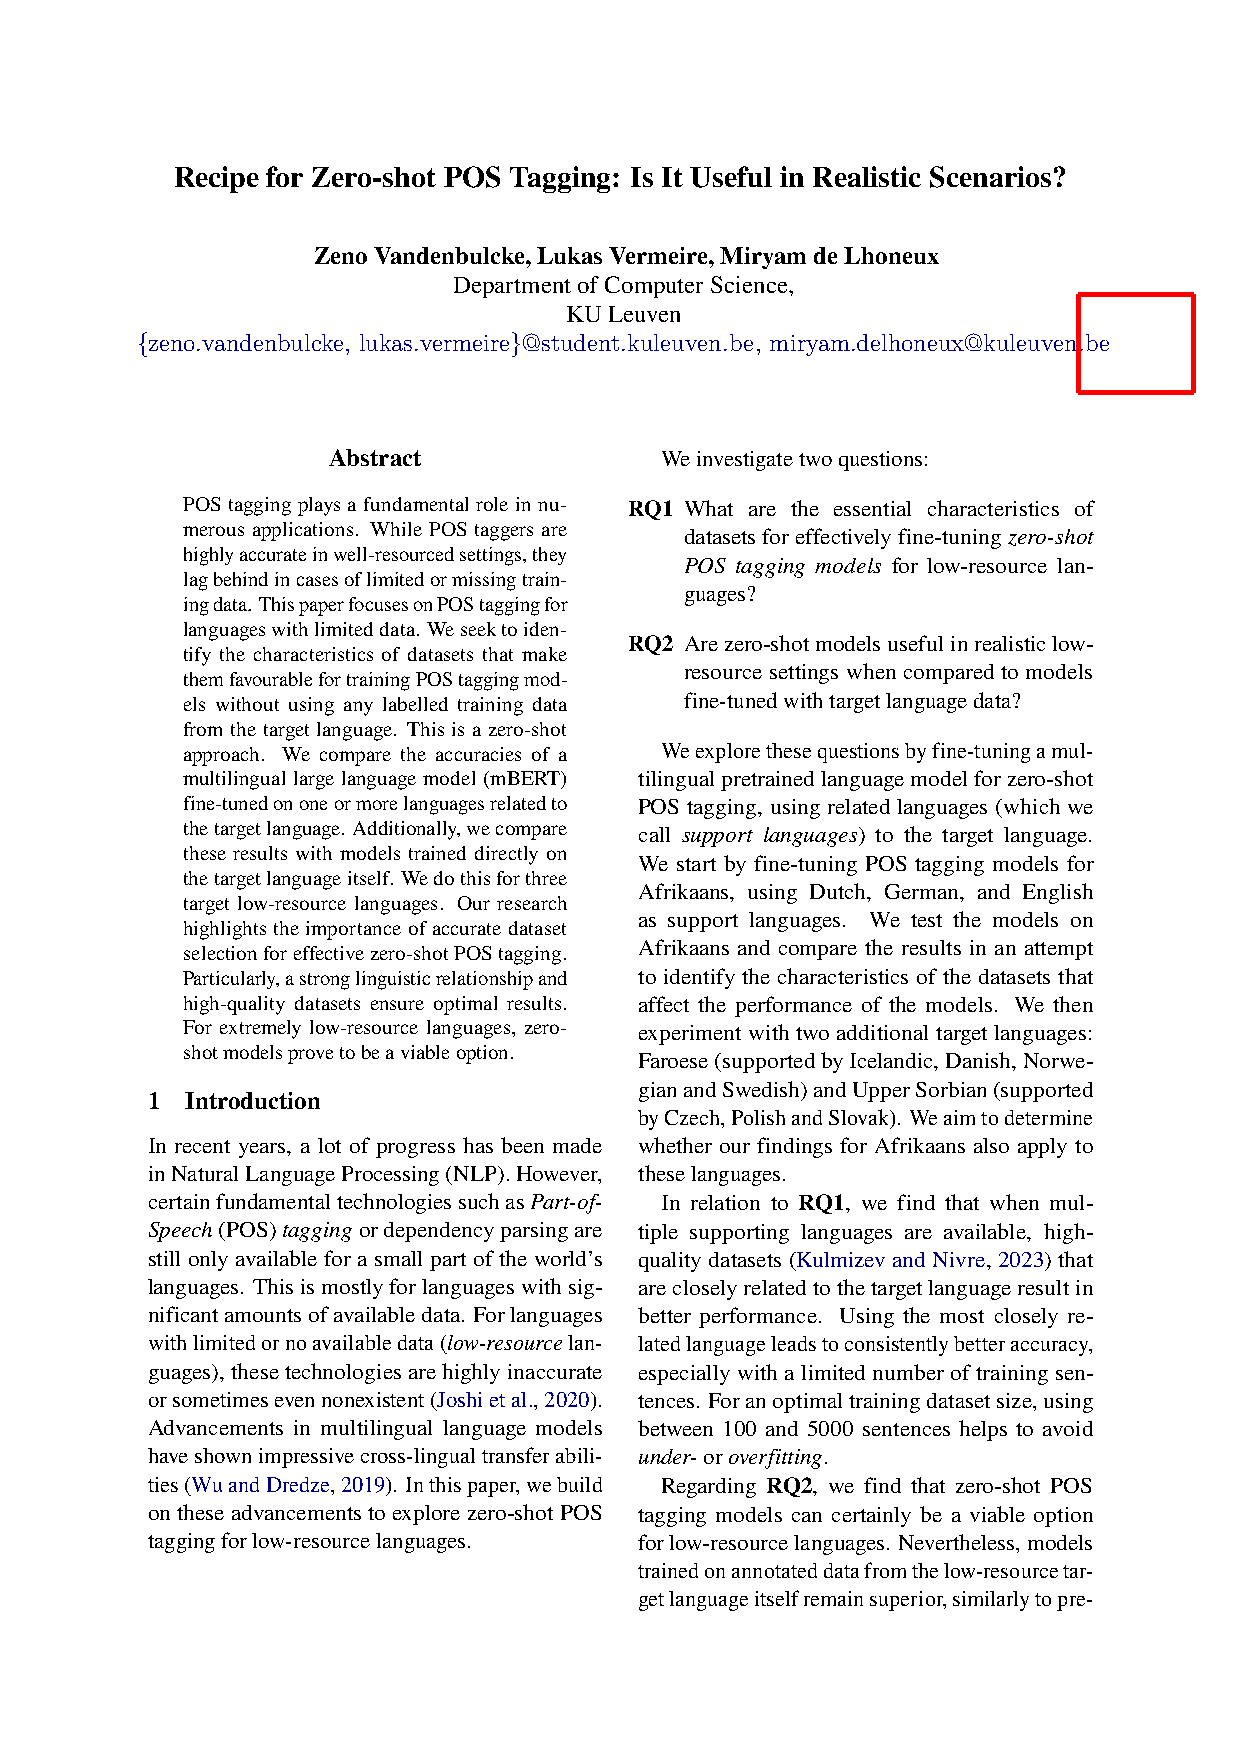 Recipe for Zero-shot POS Tagging: Is It Useful in Realistic Scenarios?
Zeno Vandenbulcke, Lukas Vermeire, Miryam de Lhoneux
Department of Computer Science,
KU Leuven
{zeno.vandenbulcke, lukas.vermeire}@student.kuleuven.be, miryam.delhoneux@kuleuven.be
Abstract
POS tagging plays a fundamental role in nu-
merous applications. While POS taggers are
highly accurate in well-resourced settings, they
lag behind in cases of limited or missing train-
ing data. This paper focuses on POS tagging for
languages with limited data. We seek to iden-
tify the characteristics of datasets that make
them favourable for training POS tagging mod-
els without using any labelled training data
from the target language. This is a zero-shot
approach. We compare the accuracies of a
multilingual large language model (mBERT)
fine-tuned on one or more languages related to
the target language. Additionally, we compare
these results with models trained directly on
the target language itself. We do this for three
target low-resource languages. Our research
highlights the importance of accurate dataset
selection for effective zero-shot POS tagging.
Particularly, a strong linguistic relationship and
high-quality datasets ensure optimal results.
For extremely low-resource languages, zero-
shot models prove to be a viable option.
1 Introduction
In recent years, a lot of progress has been made
in Natural Language Processing (NLP). However,
certain fundamental technologies such as Part-of-
Speech (POS) tagging or dependency parsing are
still only available for a small part of the world's
languages. This is mostly for languages with sig-
nificant amounts of available data. For languages
with limited or no available data (low-resource lan-
guages), these technologies are highly inaccurate
or sometimes even nonexistent (Joshi et al., 2020).
Advancements in multilingual language models
have shown impressive cross-lingual transfer abili-
ties (Wu and Dredze, 2019). In this paper, we build
on these advancements to explore zero-shot POS
tagging for low-resource languages.
We investigate two questions:
RQ1 What are the essential characteristics of
datasets for effectively fine-tuning zero-shot
POS tagging models for low-resource lan-
guages?
RQ2 Are zero-shot models useful in realistic low-
resource settings when compared to models
fine-tuned with target language data?
We explore these questions by fine-tuning a mul-
tilingual pretrained language model for zero-shot
POS tagging, using related languages (which we
call support languages) to the target language.
We start by fine-tuning POS tagging models for
Afrikaans, using Dutch, German, and English
as support languages. We test the models on
Afrikaans and compare the results in an attempt
to identify the characteristics of the datasets that
affect the performance of the models. We then
experiment with two additional target languages:
Faroese (supported by Icelandic, Danish, Norwe-
gian and Swedish) and Upper Sorbian (supported
by Czech, Polish and Slovak). We aim to determine
whether our findings for Afrikaans also apply to
these languages.
In relation to RQ1, we find that when mul-
tiple supporting languages are available, high-
quality datasets (Kulmizev and Nivre, 2023) that
are closely related to the target language result in
better performance. Using the most closely re-
lated language leads to consistently better accuracy,
especially with a limited number of training sen-
tences. For an optimal training dataset size, using
between 100 and 5000 sentences helps to avoid
under- or overfitting.
Regarding RQ2, we find that zero-shot POS
tagging models can certainly be a viable option
for low-resource languages. Nevertheless, models
trained on annotated data from the low-resource tar-
get language itself remain superior, similarly to pre-